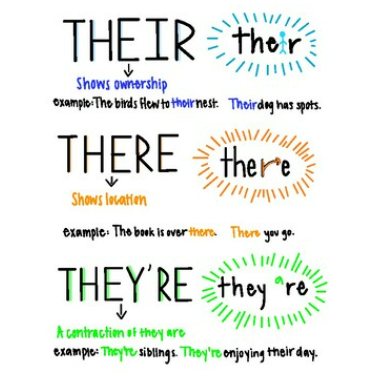 THEIR their
Shows ownership
example: The birds flew to their nest. Their dog has spots.
THERE there
Shows location
example: The book is over there. There you go.
THEY'RE they are
A contraction of they are
example: They're siblings. They're enjoying their day.